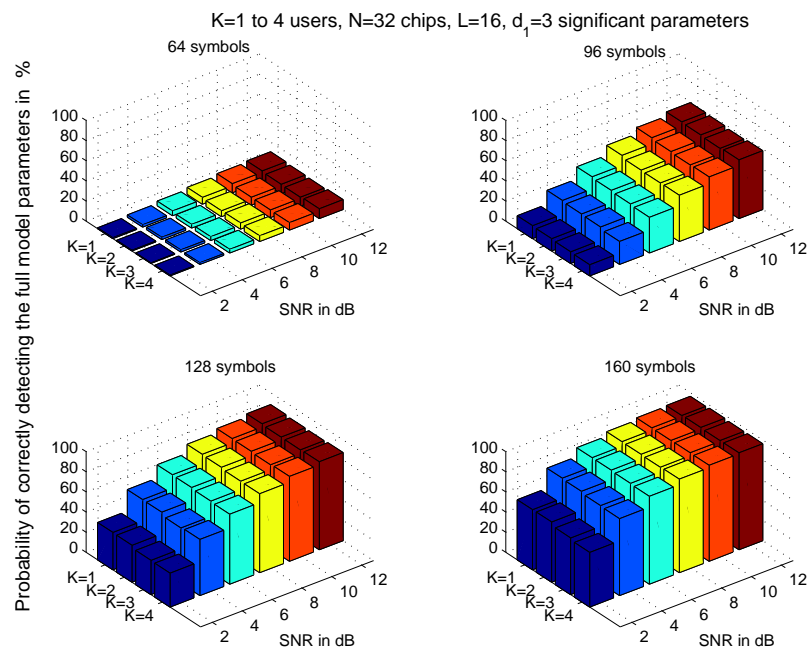 K=1 to 4 users, N=32 chips, L=16, d₁=3 significant parameters
Probability of correctly detecting the full model parameters in %
64 symbols
100
80
60
40
20
0
K=1
K=2
K=3
K=4
2
4
6
8
10
12
SNR in dB
96 symbols
100
80
60
40
20
0
K=1
K=2
K=3
K=4
2
4
6
8
10
12
SNR in dB
128 symbols
100
80
60
40
20
0
K=1
K=2
K=3
K=4
2
4
6
8
10
12
SNR in dB
160 symbols
100
80
60
40
20
0
K=1
K=2
K=3
K=4
2
4
6
8
10
12
SNR in dB